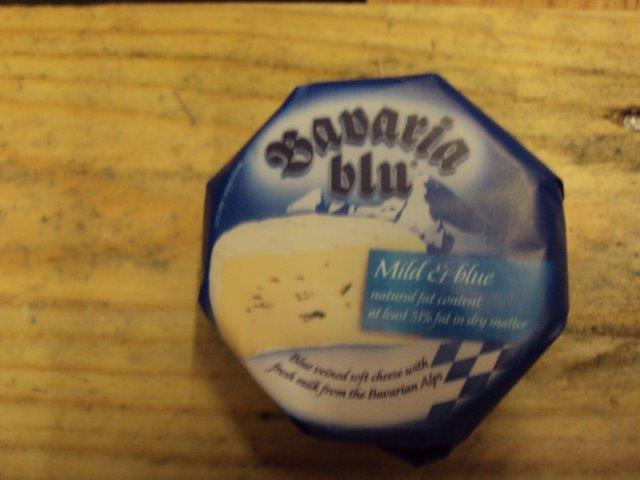 Bavaria
blu
Mild & blue
natural fat content
at least 51% fat in dry matter
Blue veined soft cheese with
fresh milk from the Bavarian Alps